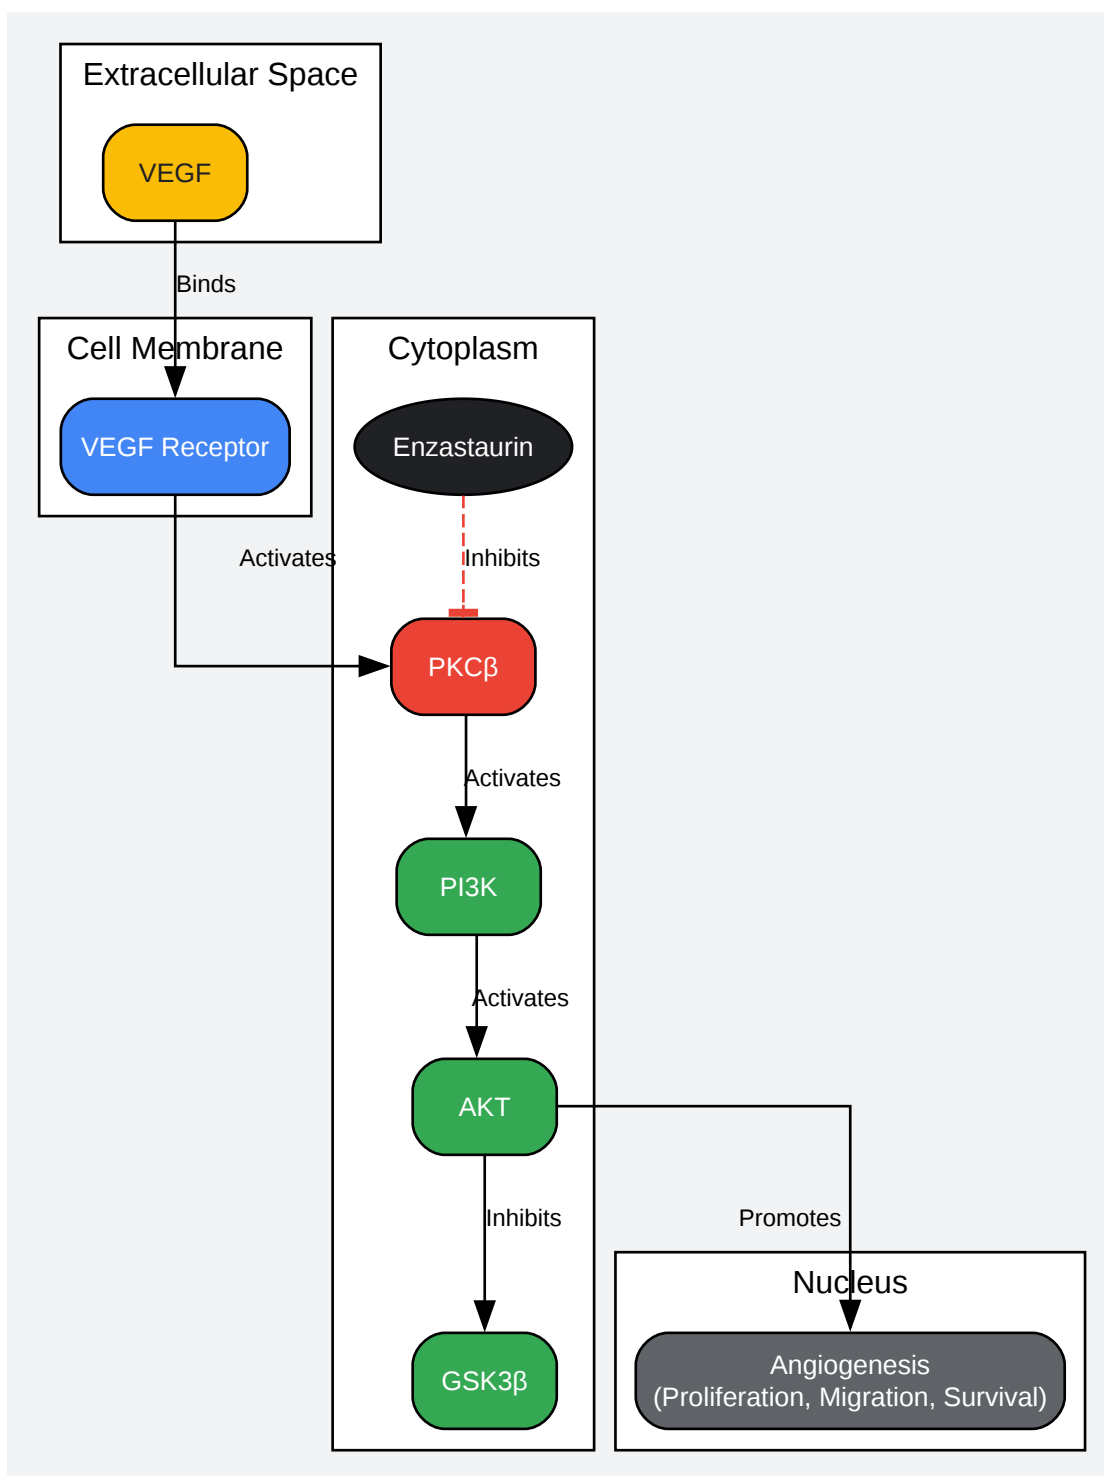 Extracellular Space
VEGF
Binds
Cell Membrane
Cytoplasm
VEGF Receptor
Enzastaurin
Activates
Inhibits
PKCβ
Activates
PI3K
Activates
AKT
Inhibits
Promotes
Nucleus
GSK3β
Angiogenesis
(Proliferation, Migration, Survival)